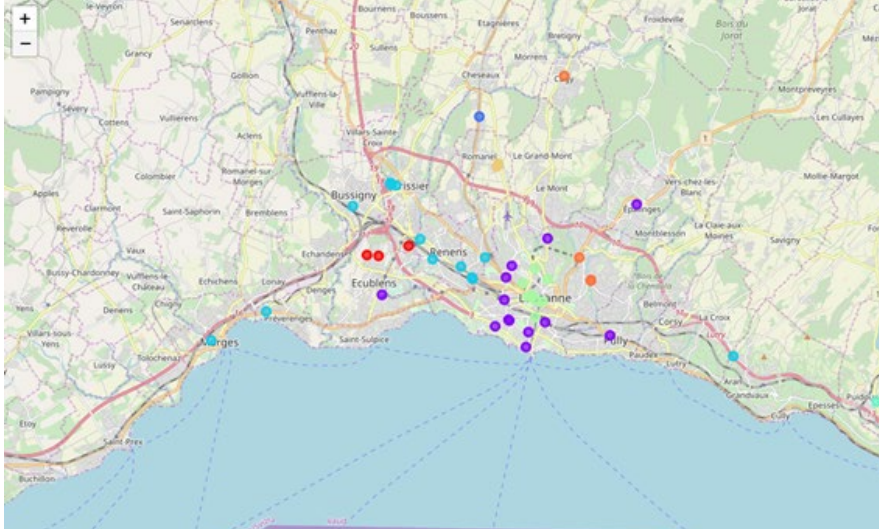 +
−
le-Veyron
Senarclens
Bournens
Boussens
Etagnières
Froideville
Bois du
Jorat
Penthaz
Sullens
Bretigny
Grancy
Morrens
Gollion
Cheseaux
Pampigny
Sévery
Vufflens-la-
Ville
Montpreveyres
Cottens
Vullierens
Aclens
Villars-Sainte-
Croix
Les Cullayes
Romanel
Le Grand-Mont
Colombier
Romanel-sur-
Morges
Bussigny
Le Mont
Vers-chez-les-
Blanc
Mollie-Margot
Apples
Clarmont
Saint-Saphorin
Bremblens
Reverolle
Montblesson
La Claie-aux-
Moines
Savigny
Vaux
Echandens
Renens
Bussy-Chardonney
Vufflens-le-
Château
Echichens
Lonay
Denges
Ecublens
Chigny
Denens
Préverenges
Belmont
La Croix
Villars-sous-
Yens
Yens
Corsy
Lutry
Saint-Sulpice
Pully
Paudex
Lutry
Lussy
Tolochenaz
Morges
Aran
Grandvaux
Epesses
Cully
Etoy
Saint-Prex
Buchillon